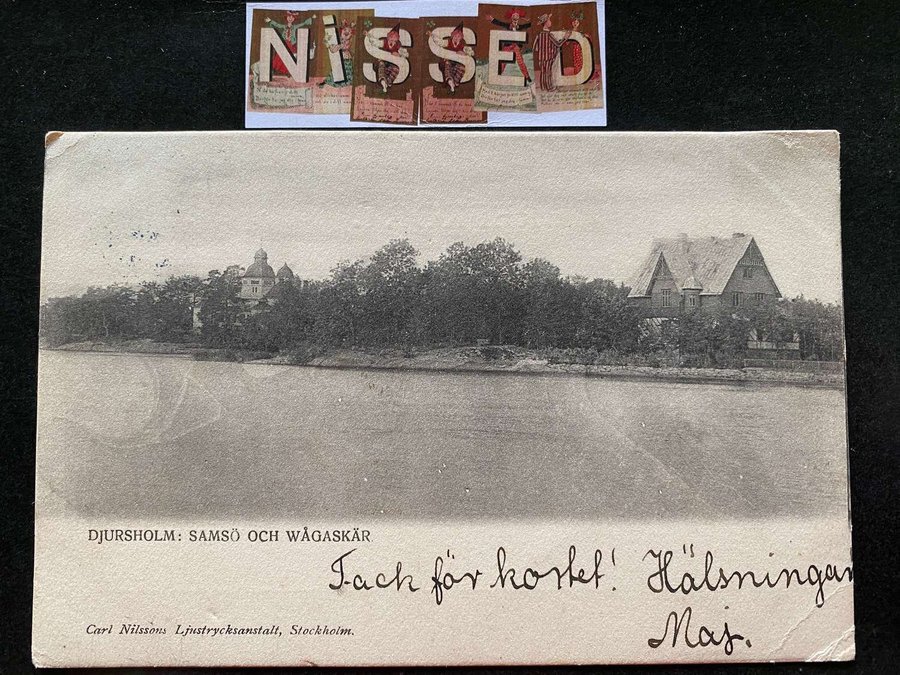 NiSSED
DJURSHOLM: SAMSÖ OCH WÅGASKÄR
Tack för kortet! Hälsningar
Maj.
Carl Nilssons Ljustrycksanstalt, Stockholm.